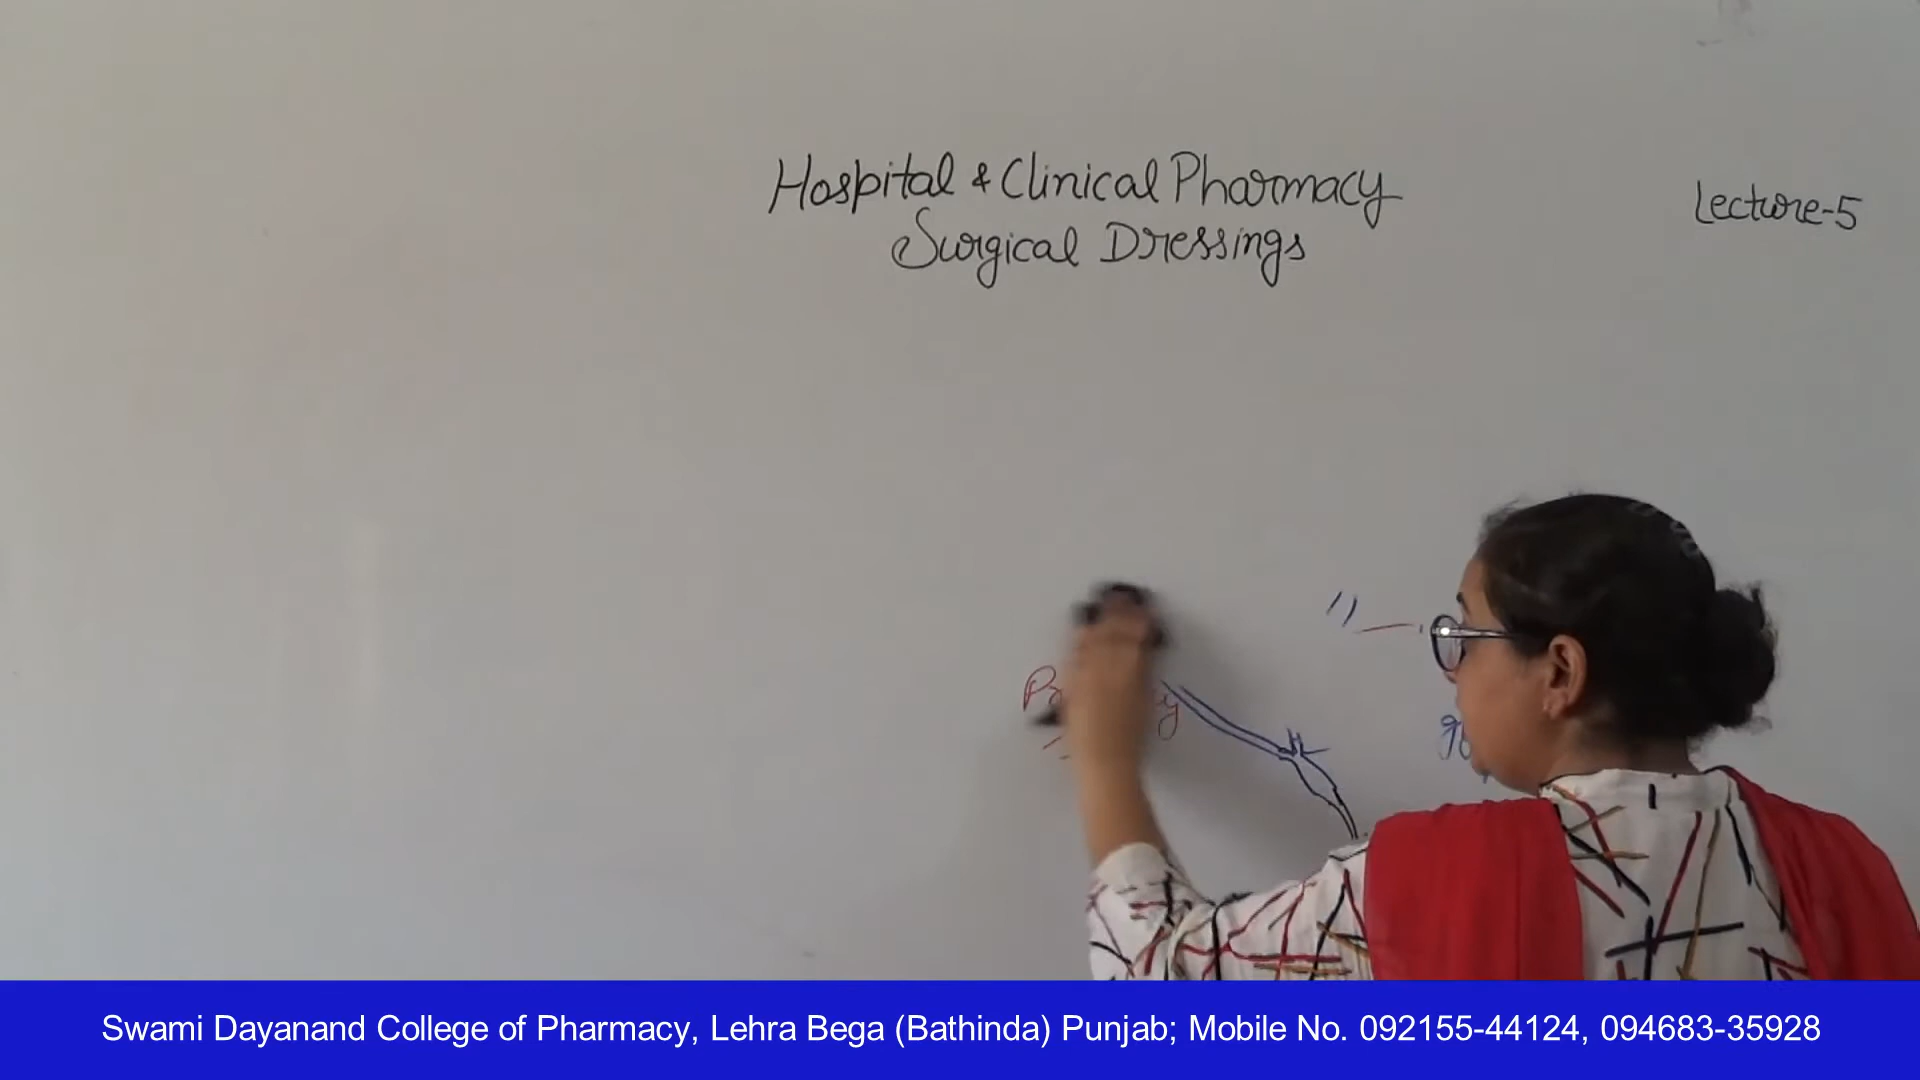 Hospital & Clinical Pharmacy
Surgical Dressings
Lecture-5
Swami Dayanand College of Pharmacy, Lehra Bega (Bathinda) Punjab; Mobile No. 092155-44124, 094683-35928